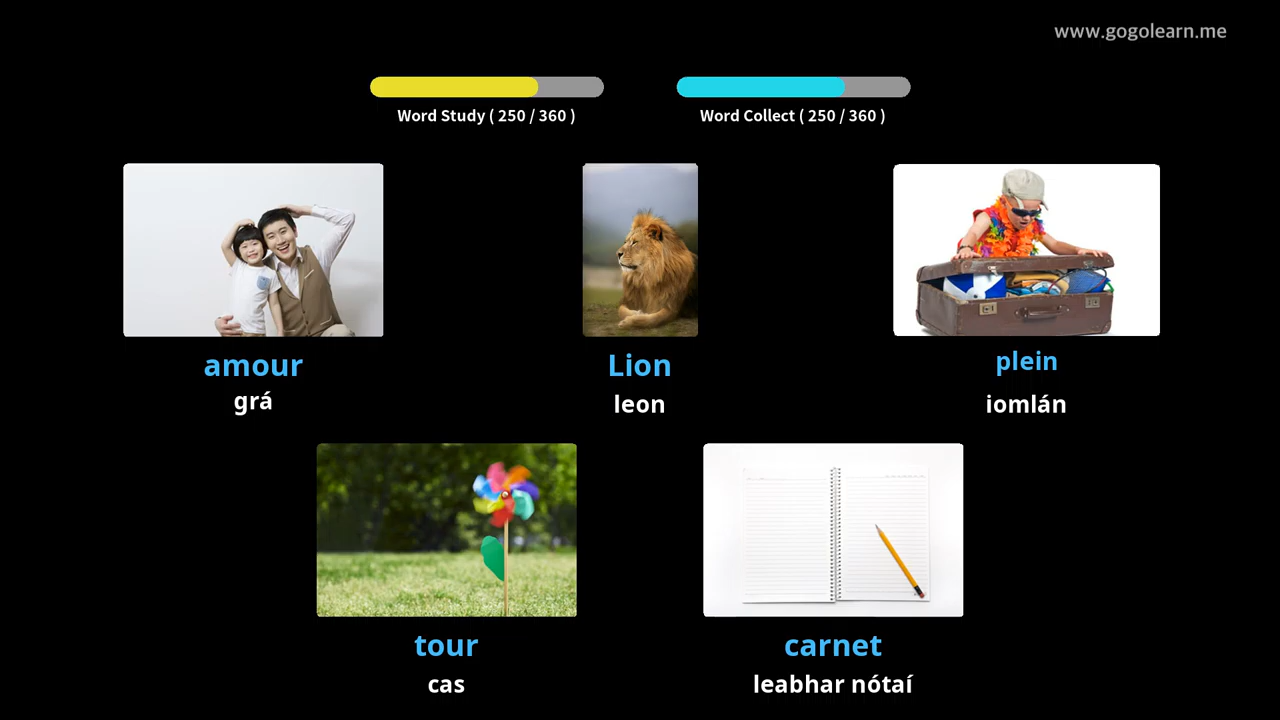 www.gogolearn.me
Word Study ( 250 / 360 )
Word Collect ( 250 / 360 )
amour
grá
Lion
leon
plein
iomlán
tour
cas
carnet
leabhar nótaí